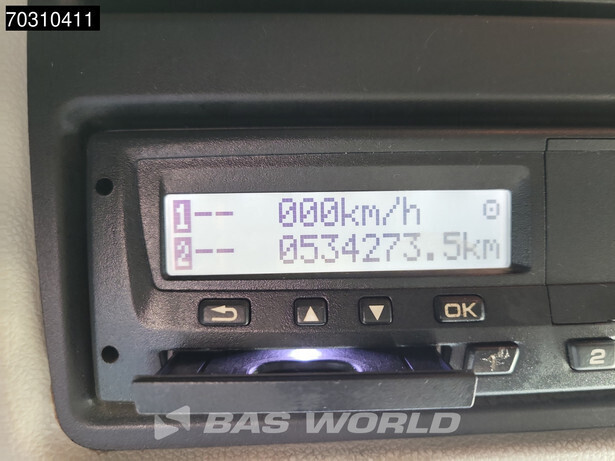 70310411
1-- 000km/h
2-- 0534273.5km
OK
2
BAS WORLD